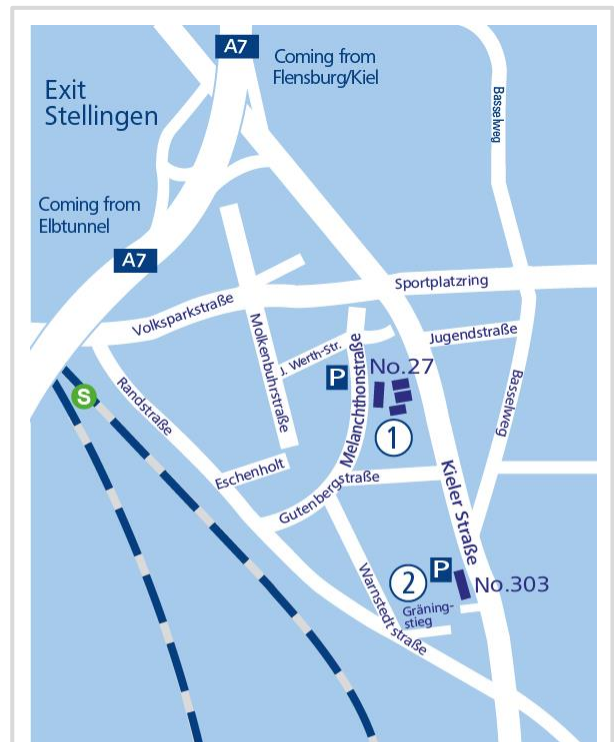 A7
Coming from
Flensburg/Kiel
Exit
Stellingen
Basselweg
Coming from
Elbtunnel
A7
Sportplatzring
Volksparkstraße
Molkenbuhrstraße
J. Werth-Str.
Jugendstraße
Melanchthonstraße
P
No.27
S
Randstraße
Basselweg
1
Eschenholt
Gutenbergstraße
Kieler Straße
Warnstedtstraße
2
P
No.303
Gräning-
stieg